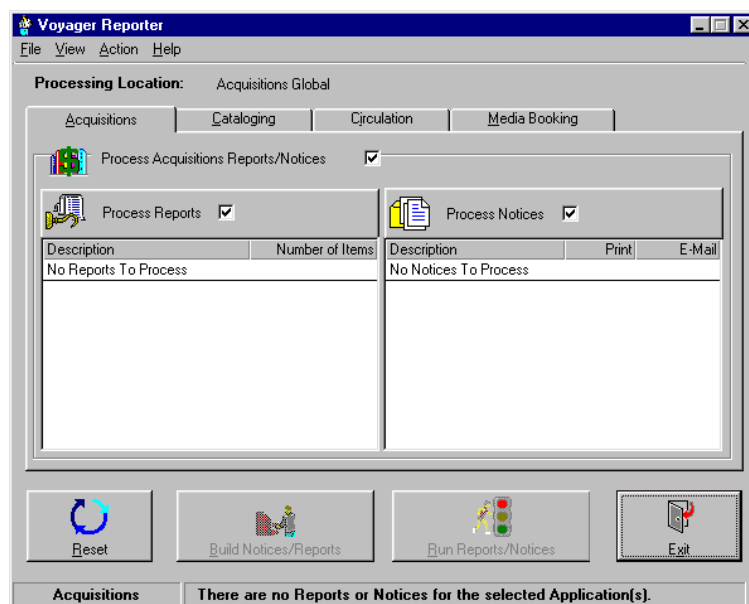 Voyager Reporter
File View Action Help
Processing Location: Acquisitions Global
Acquisitions Cataloging Circulation Media Booking
Process Acquisitions Reports/Notices
Process Reports Process Notices
Description Number of Items Description Print E-Mail
No Reports To Process No Notices To Process
Reset Build Notices/Reports Run Reports/Notices Exit
Acquisitions There are no Reports or Notices for the selected Application(s).